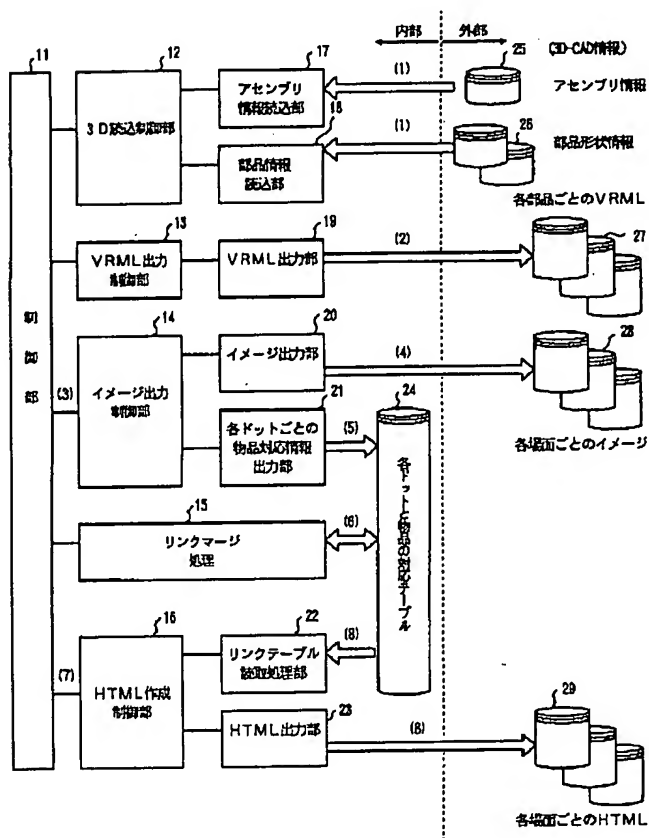 内部 外部
11
12
17
25
(3D-CAD情報)
アセンブリ
情報読込部
(1)
アセンブリ情報
3D読込制御部
18
26
(1)
部品形状情報
部品情報
読込部
各部品ごとのVRML
13
19
(2)
27
VRML出力
制御部
VRML出力部
制御部
14
20
(4)
28
イメージ出力部
(3)
イメージ出力
制御部
21
24
各ドットごとの
物品対応情報
出力部
(5)
各場面ごとのイメージ
各ドットと物品の対応テーブル
15
(6)
リンクマージ
処理
16
22
(8)
リンクテーブル
読取処理部
(7)
HTML作成
制御部
23
29
HTML出力部
(8)
各場面ごとのHTML